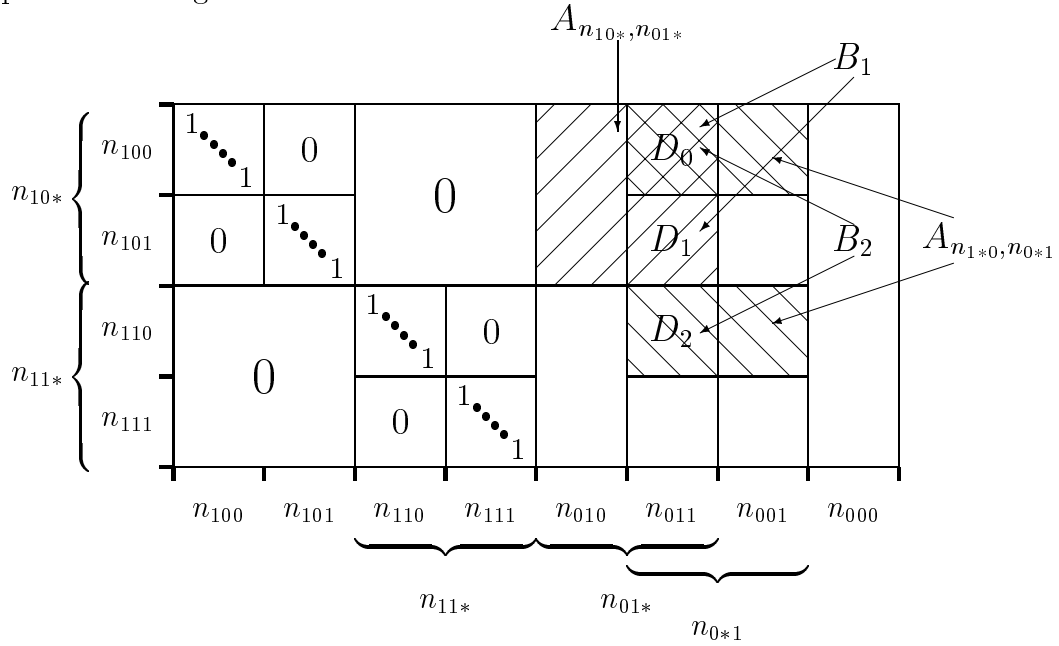 A_{n_{10*},n_{01*}}
B_1
n_{100} 1 1 0 0 D_0
n_{10*}
n_{101} 0 1 1 D_1 B_2 A_{n_{1*0},n_{0*1}}
n_{110} 0 1 1 0 D_2
n_{11*}
n_{111} 0 1 1
n_{100} n_{101} n_{110} n_{111} n_{010} n_{011} n_{001} n_{000}
n_{11*} n_{01*}
n_{0*1}